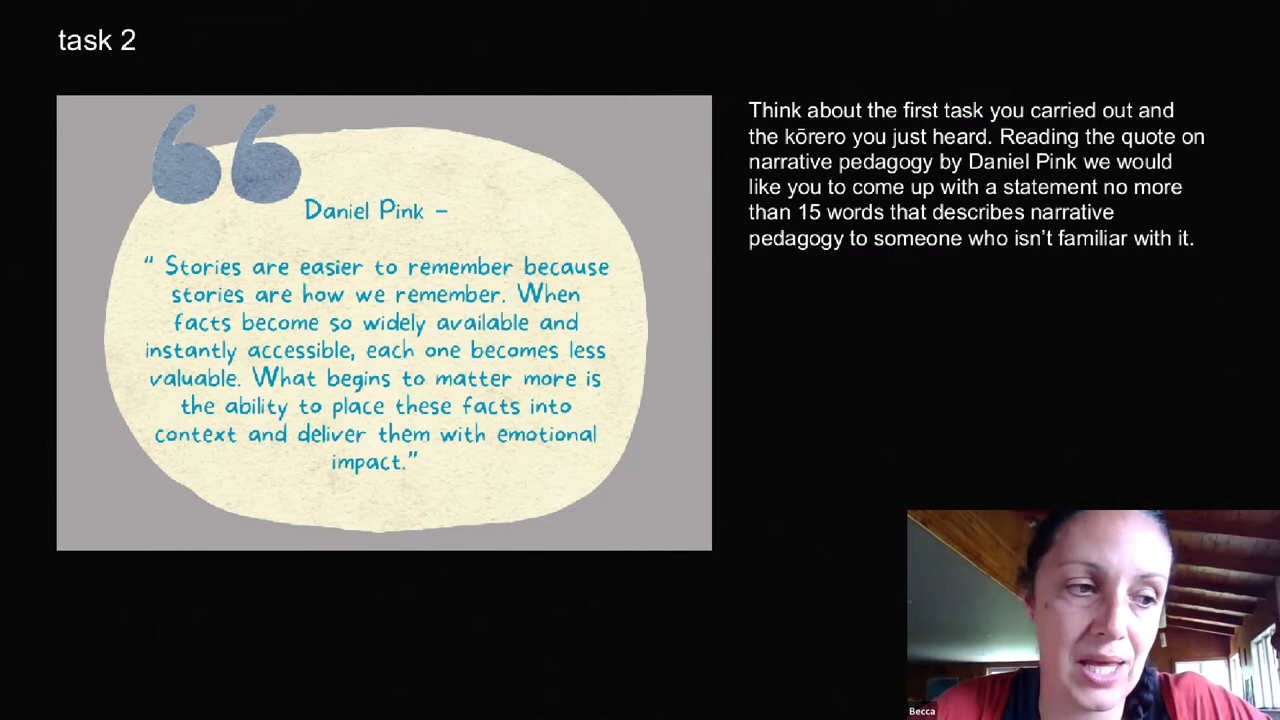 task 2
Daniel Pink -
“ Stories are easier to remember because
stories are how we remember. When
facts become so widely available and
instantly accessible, each one becomes less
valuable. What begins to matter more is
the ability to place these facts into
context and deliver them with emotional
impact.”
Think about the first task you carried out and
the kōrero you just heard. Reading the quote on
narrative pedagogy by Daniel Pink we would
like you to come up with a statement no more
than 15 words that describes narrative
pedagogy to someone who isn’t familiar with it.
Becca